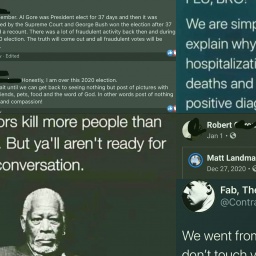 ember. Al Gore was President elect for 37 days and then it was
ed by the Supreme Court and George Bush won the election after 37
d a recount. There was a lot of fraudulent activity back then and during
0 election. The truth will come out and all fraudulent votes will be
Edited
Honestly, I am over this 2020 election.
ait until we can get back to seeing nothing but post of pictures with
iends, pets, food and the word of God. In other words post of nothing
and compassion!
ors kill more people than
. But ya'll aren't ready for
conversation.
We are simp
explain why
hospitalizati
deaths and
positive diag
Robert
Jan 1 ·
Matt Landma
Dec 27, 2020 ·
Fab, The
@Contra
We went from
don't touch y